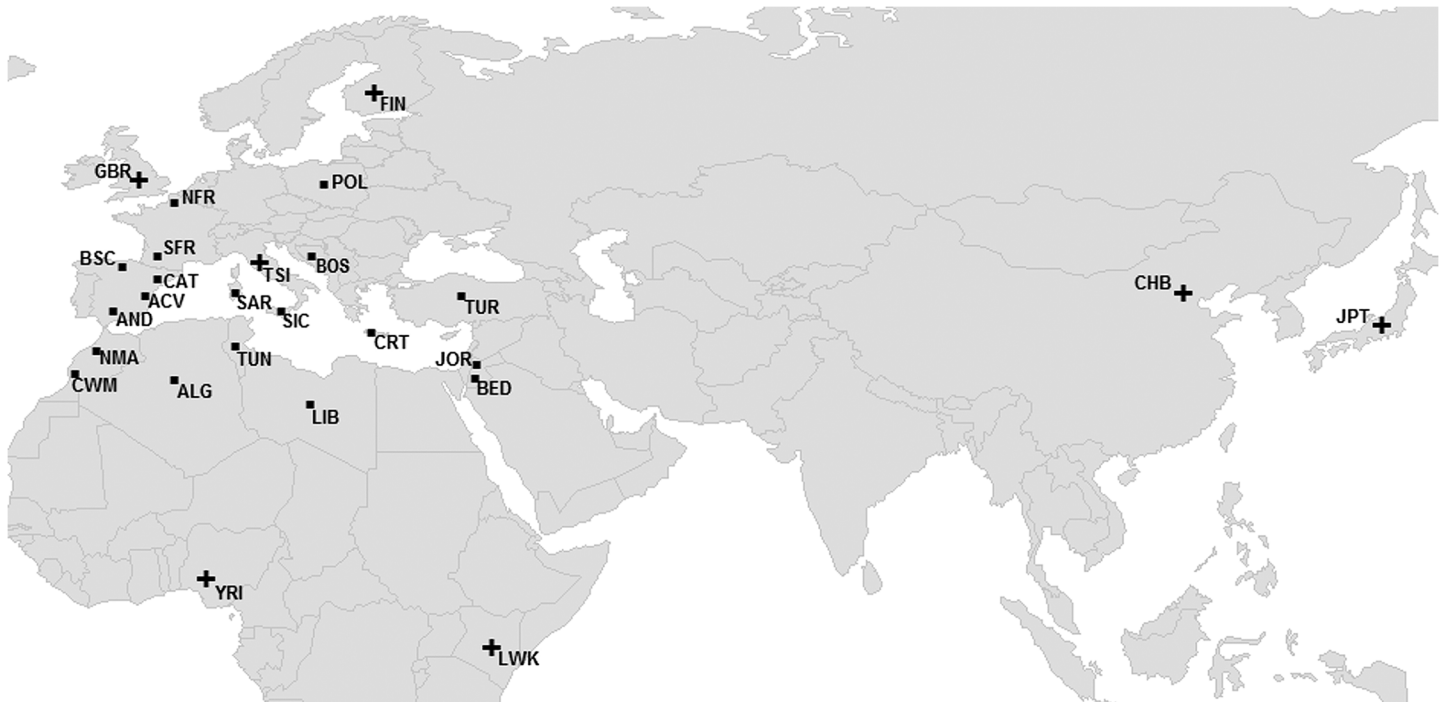 FIN
GBR
POL
NFR
SFR
BSC
BOS
TSI
CAT
CHB
ACV
SAR
TUR
JPT
AND
SIC
CRT
NMA
TUN
JOR
CWM
BED
ALG
LIB
YRI
LWK